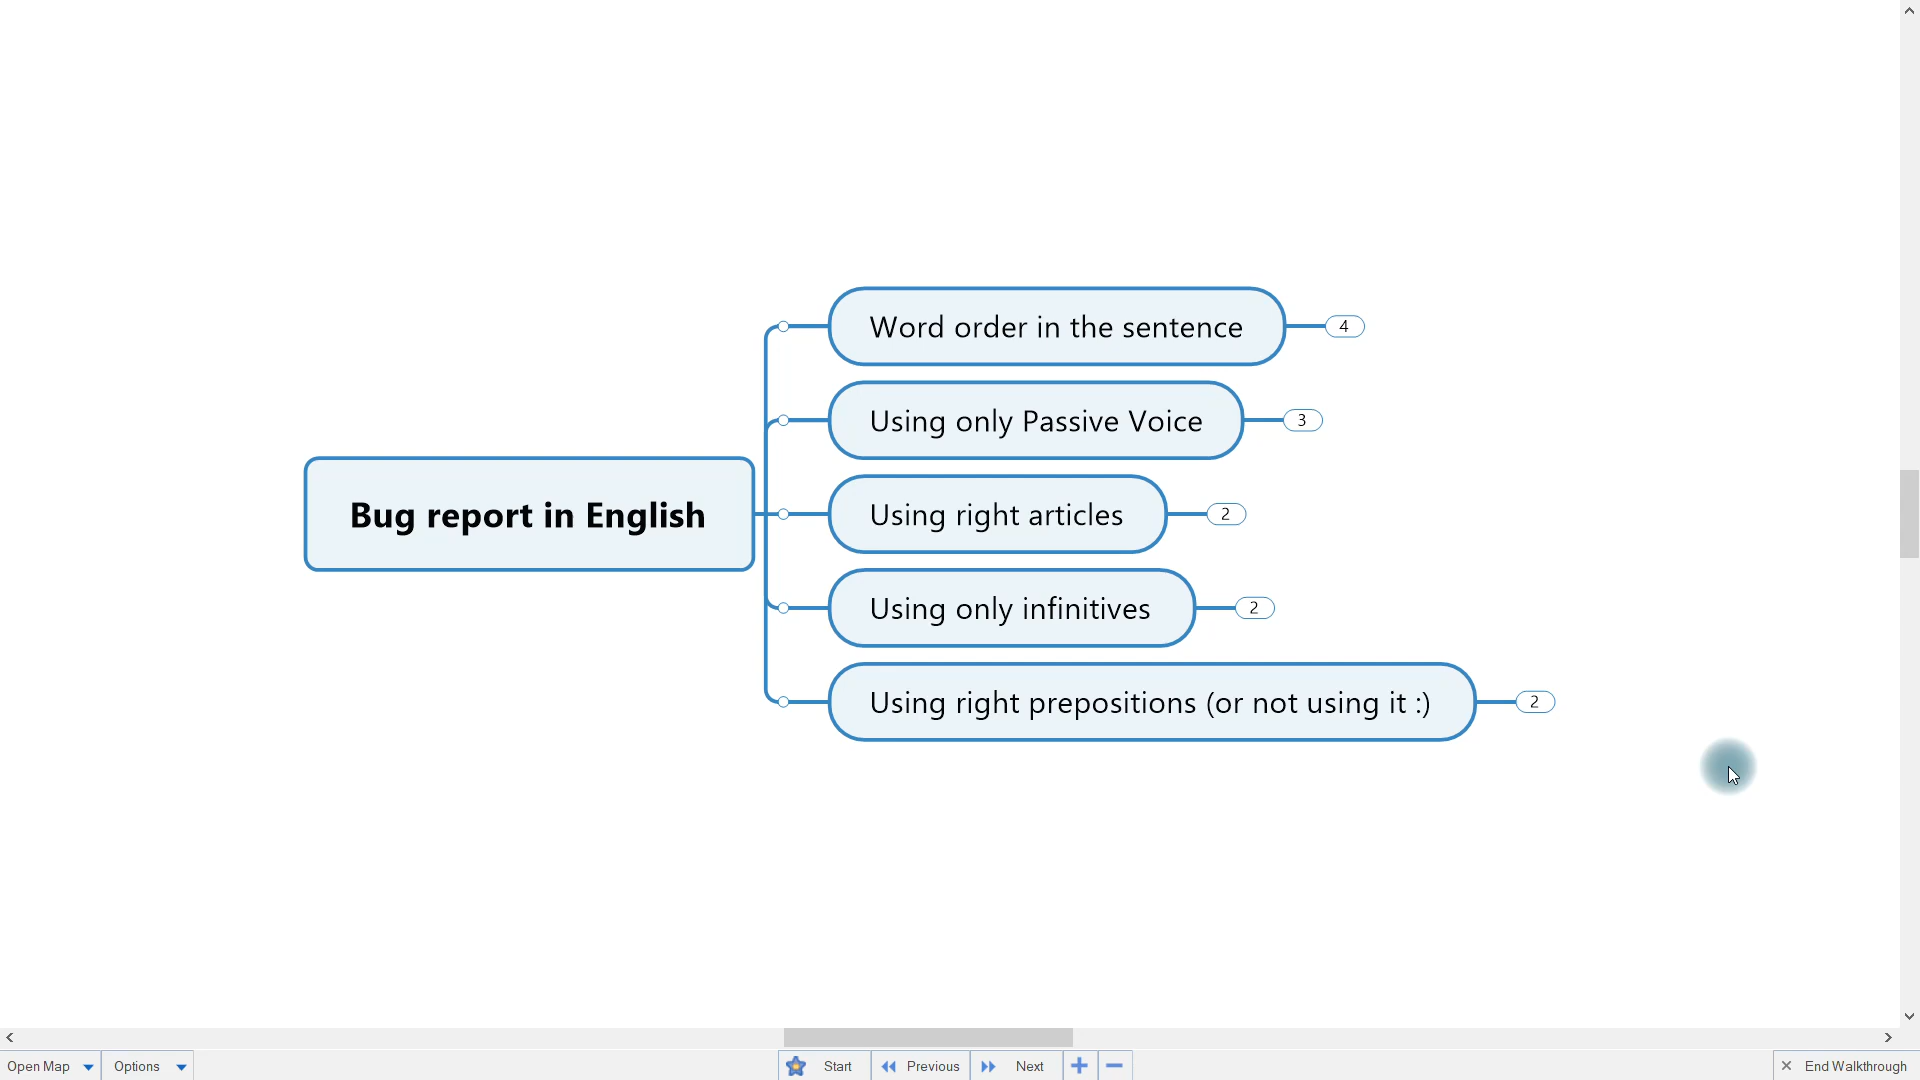 Word order in the sentence 4
Using only Passive Voice 3
Bug report in English
Using right articles 2
Using only infinitives 2
Using right prepositions (or not using it :) 2
Open Map Options Start Previous Next End Walkthrough